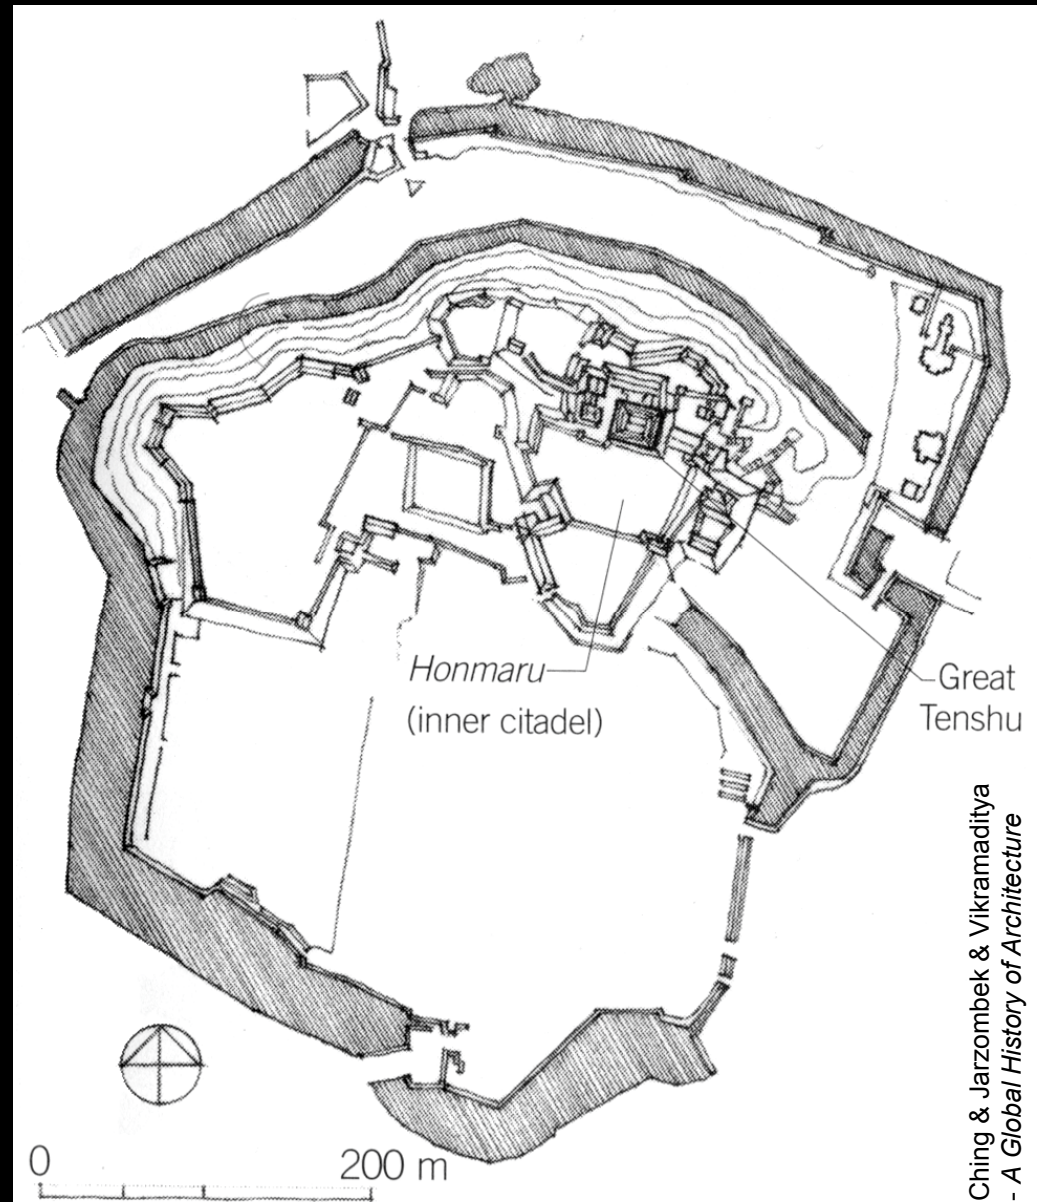 Honmaru
(inner citadel)
Great
Tenshu
0
200 m
Ching & Jarzombek & Vikramaditya
- A Global History of Architecture